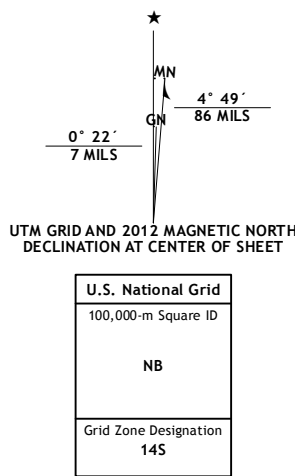 ★
MN
4° 49´
86 MILS
GN
0° 22´
7 MILS
UTM GRID AND 2012 MAGNETIC NORTH
DECLINATION AT CENTER OF SHEET
U.S. National Grid
100,000-m Square ID
NB
Grid Zone Designation
14S